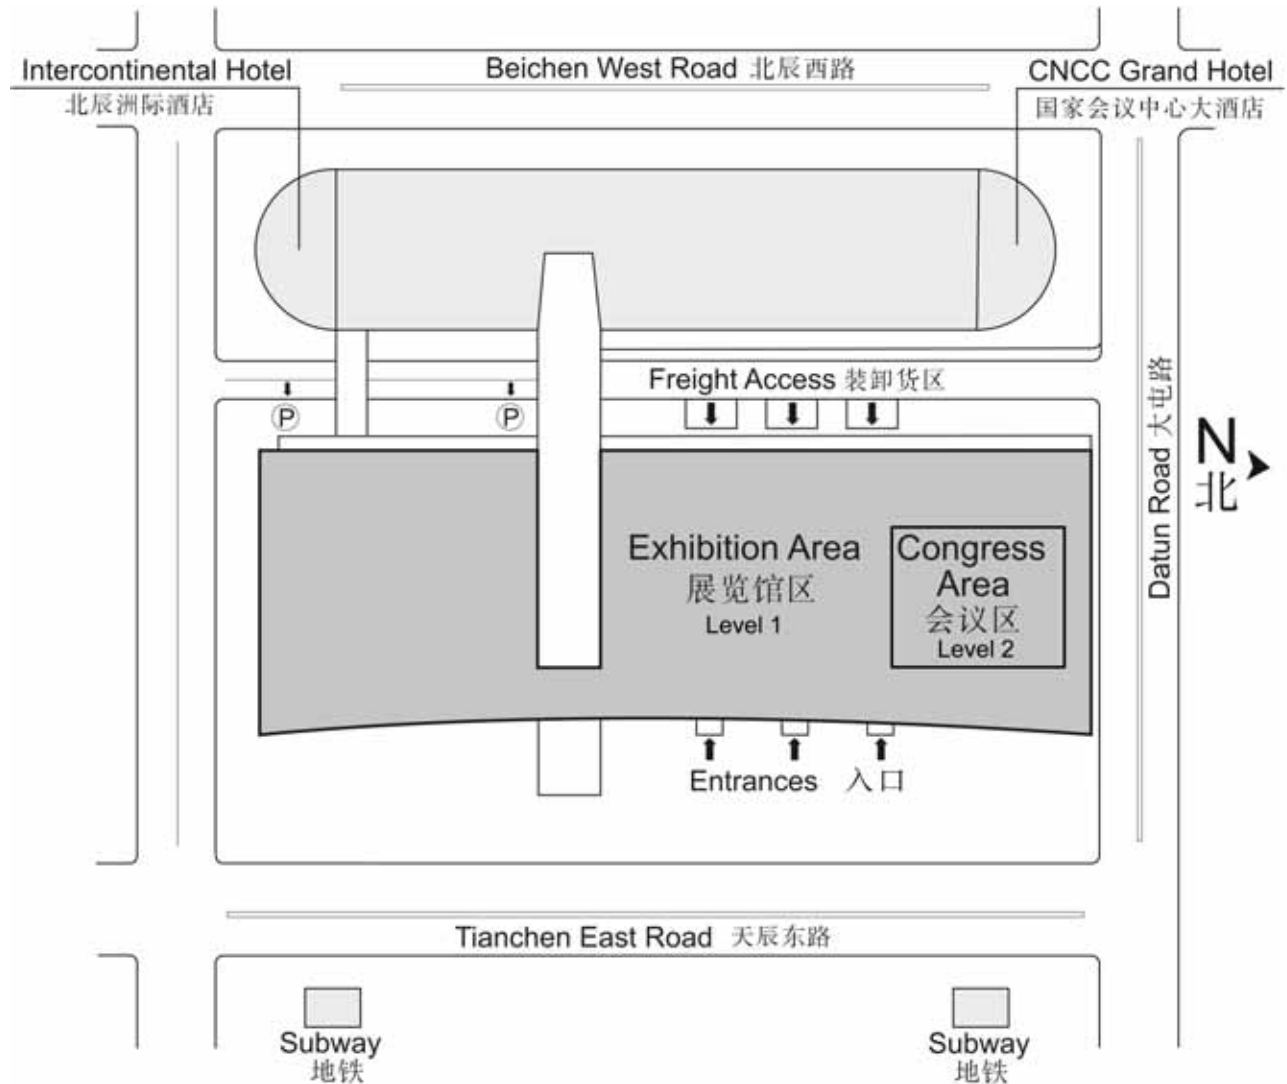 Intercontinental Hotel
北辰洲际酒店
Beichen West Road 北辰西路
CNCC Grand Hotel
国家会议中心大酒店
Freight Access 装卸货区
P
P
Datun Road 大屯路
N
北
Exhibition Area
展览馆区
Level 1
Congress
Area
会议区
Level 2
Entrances 入口
Tianchen East Road 天辰东路
Subway
地铁
Subway
地铁